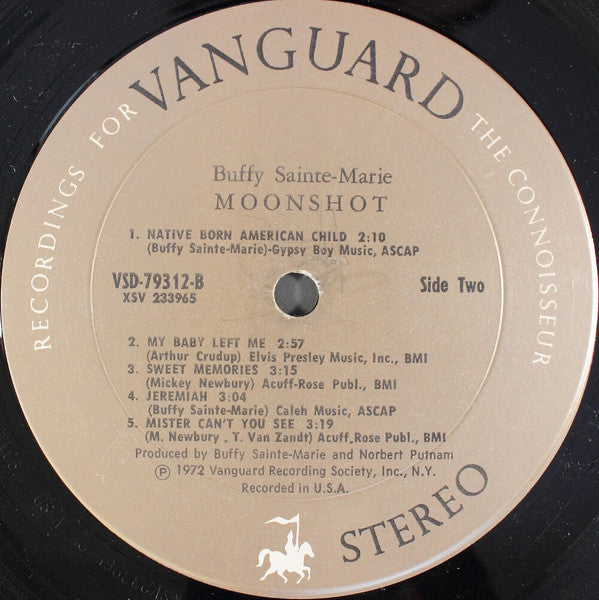 RECORDINGS FOR VANGUARD THE CONNOISSEUR
Buffy Sainte-Marie
MOONSHOT
1. NATIVE BORN AMERICAN CHILD 2:10
(Buffy Sainte-Marie)-Gypsy Boy Music, ASCAP
VSD-79312-B
XSV 233965
Side Two
2. MY BABY LEFT ME 2:57
(Arthur Crudup) Elvis Presley Music, Inc., BMI
3. SWEET MEMORIES 3:15
(Mickey Newbury) Acuff-Rose Publ., BMI
4. JEREMIAH 3:04
(Buffy Sainte-Marie) Caleh Music, ASCAP
5. MISTER CAN'T YOU SEE 3:19
(M. Newbury, T. Van Zandt) Acuff, Rose Publ., BMI
Produced by Buffy Sainte-Marie and Norbert Putnam
Ⓟ 1972 Vanguard Recording Society, Inc., N.Y.
Recorded in U.S.A.
STEREO